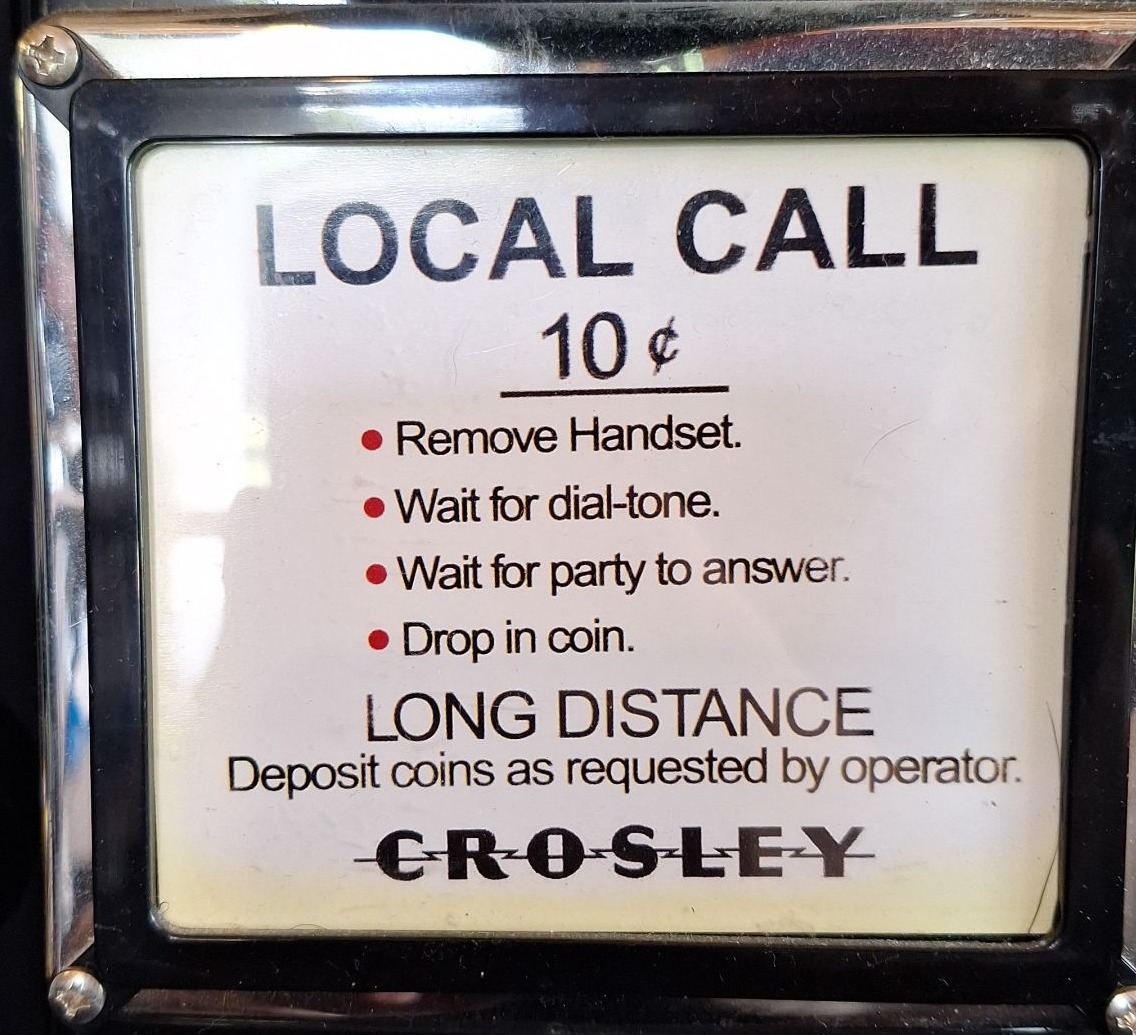 LOCAL CALL
10 ¢
• Remove Handset.
• Wait for dial-tone.
• Wait for party to answer.
• Drop in coin.
LONG DISTANCE
Deposit coins as requested by operator.
CROSLEY